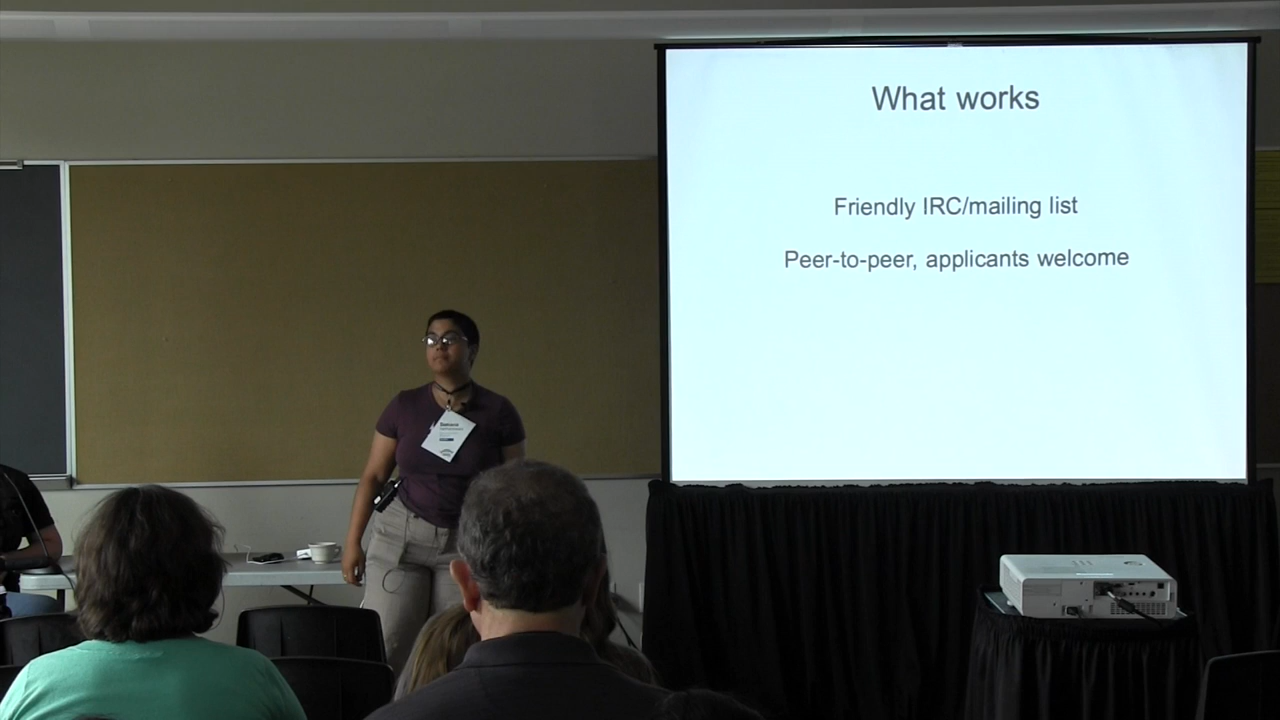 What works
Friendly IRC/mailing list
Peer-to-peer, applicants welcome